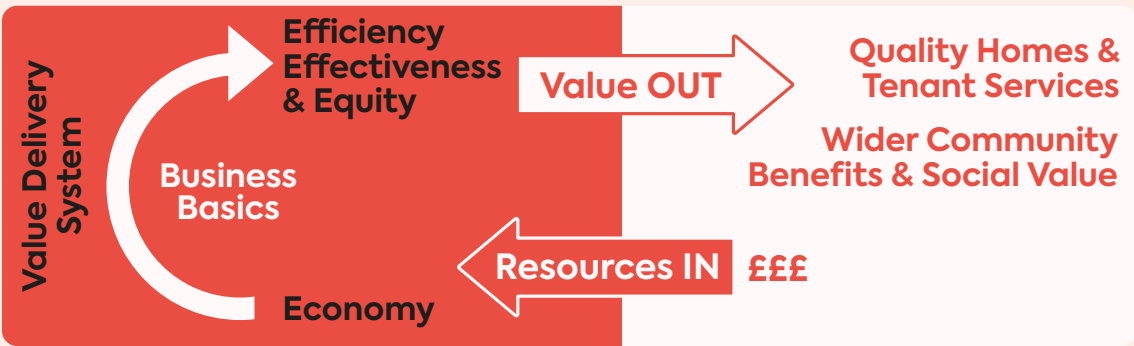 Value Delivery
System
Efficiency
Effectiveness
& Equity
Value OUT
Quality Homes &
Tenant Services
Wider Community
Benefits & Social Value
Business
Basics
Resources IN
£££
Economy